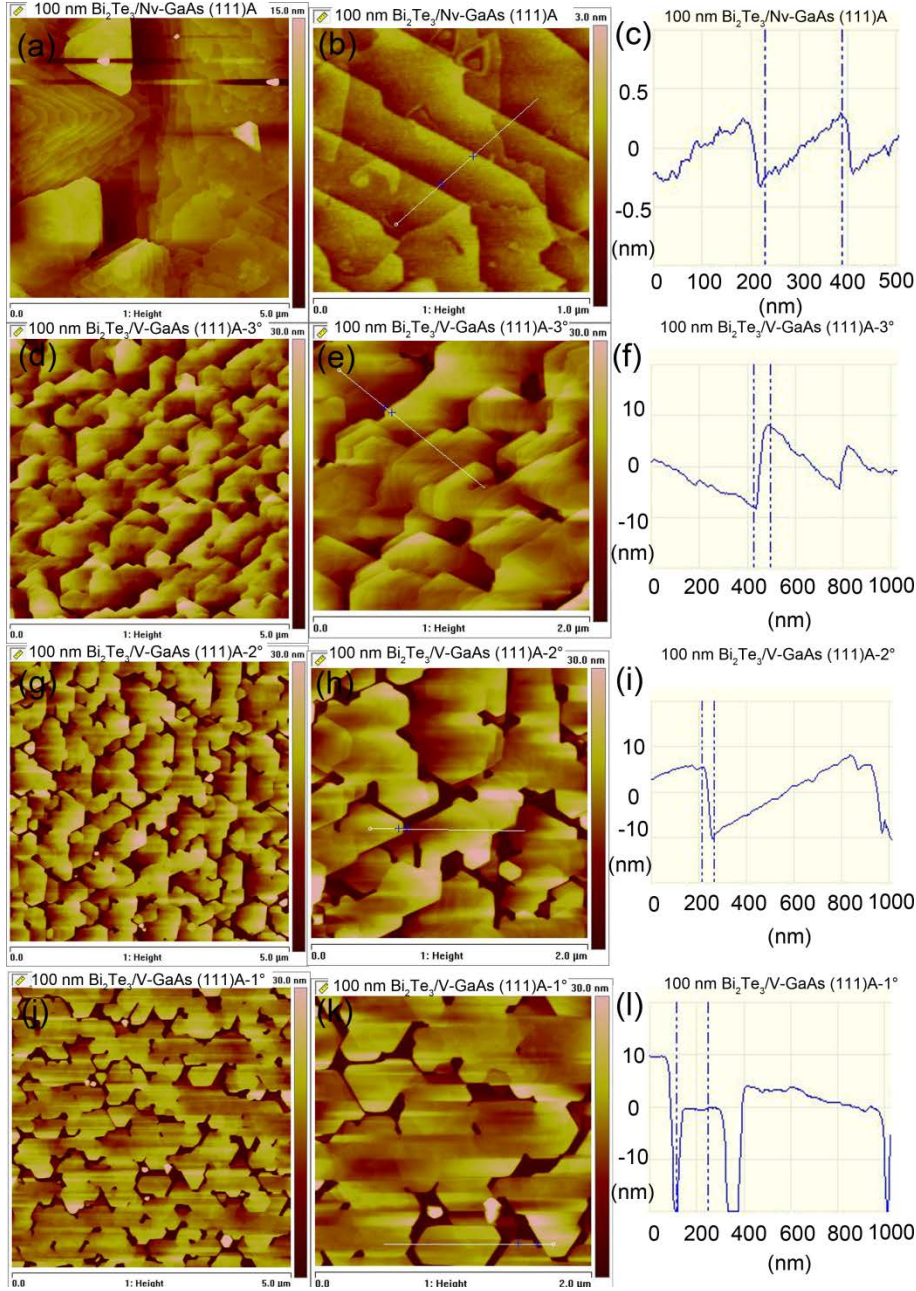 100 nm Bi₂Te₃/Nv-GaAs (111)A
15.0 nm
(a)
0.0
1: Height
5.0 µm
100 nm Bi₂Te₃/Nv-GaAs (111)A
3.0 nm
(b)
0.0
1: Height
1.0 µm
100 nm Bi₂Te₃/Nv-GaAs (111)A
(c)
0.5
0
-0.5
(nm)
0 100 200 300 400 500
(nm)
100 nm Bi₂Te₃/V-GaAs (111)A-3°
30.0 nm
(d)
0.0
1: Height
5.0 µm
100 nm Bi₂Te₃/V-GaAs (111)A-3°
30.0 nm
(e)
0.0
1: Height
2.0 µm
100 nm Bi₂Te₃/V-GaAs (111)A-3°
(f)
10
0
-10
(nm)
0 200 400 600 800 1000
(nm)
100 nm Bi₂Te₃/V-GaAs (111)A-2°
30.0 nm
(g)
0.0
1: Height
5.0 µm
100 nm Bi₂Te₃/V-GaAs (111)A-2°
30.0 nm
(h)
0.0
1: Height
2.0 µm
100 nm Bi₂Te₃/V-GaAs (111)A-2°
(i)
10
0
-10
(nm)
0 200 400 600 800 1000
(nm)
100 nm Bi₂Te₃/V-GaAs (111)A-1°
30.0 nm
(j)
0.0
1: Height
5.0 µm
100 nm Bi₂Te₃/V-GaAs (111)A-1°
30.0 nm
(k)
0.0
1: Height
2.0 µm
100 nm Bi₂Te₃/V-GaAs (111)A-1°
(l)
10
0
-10
(nm)
0 200 400 600 800 1000
(nm)